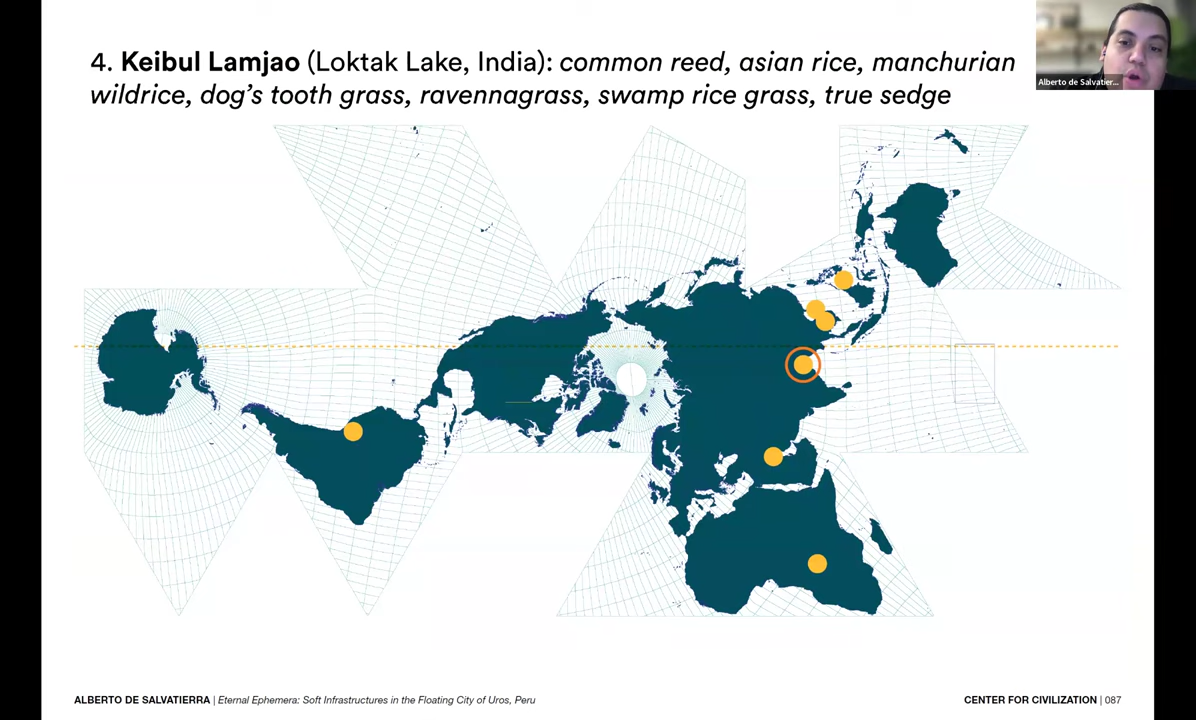 4. Keibul Lamjao (Loktak Lake, India): common reed, asian rice, manchurian
wildrice, dog's tooth grass, ravennagrass, swamp rice grass, true sedge
Alberto de Salvatier...
ALBERTO DE SALVATIERRA | Eternal Ephemera: Soft Infrastructures in the Floating City of Uros, Peru
CENTER FOR CIVILIZATION | 087